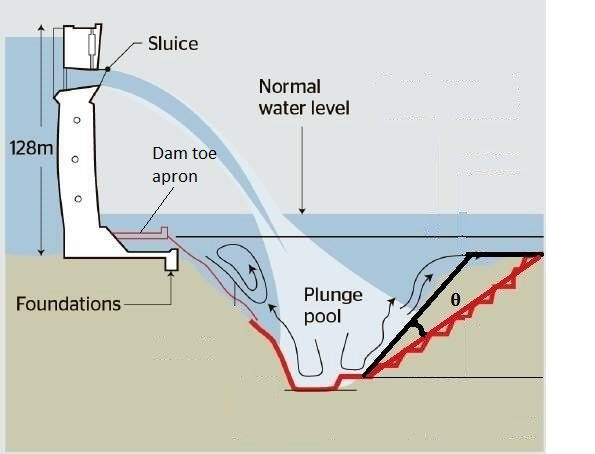 Sluice
Normal
water level
128m
Dam toe
apron
Foundations
Plunge
pool
θ